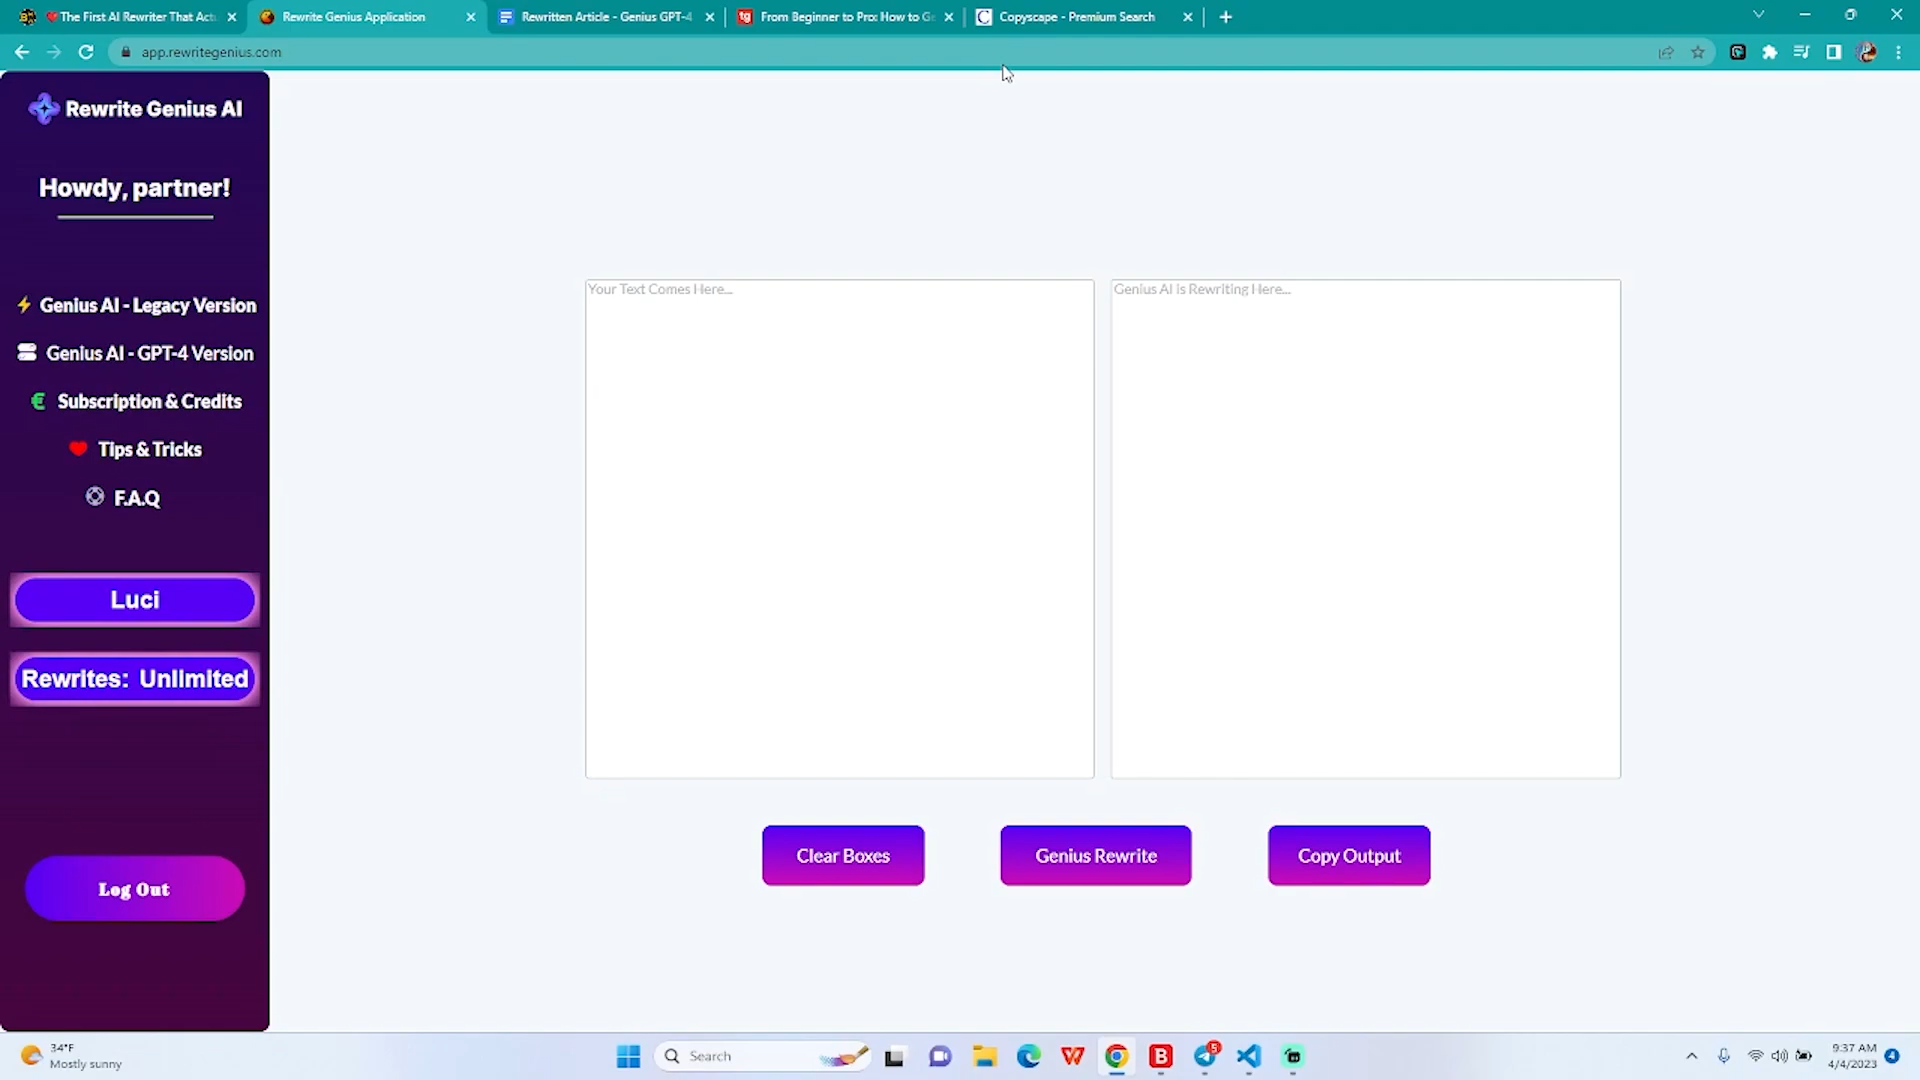 The First AI Rewriter That Act
Rewrite Genius Application
Rewritten Article - Genius GPT-4
From Beginner to Pro: How to Ge
Copyscape - Premium Search
app.rewritegenius.com
Rewrite Genius AI
Howdy, partner!
Genius AI - Legacy Version
Genius AI - GPT-4 Version
Subscription & Credits
Tips & Tricks
F.A.Q
Luci
Rewrites: Unlimited
Log Out
Your Text Comes Here...
Genius AI is Rewriting Here...
Clear Boxes
Genius Rewrite
Copy Output
34°F
Mostly sunny
Search
5
9:37 AM
4/4/2023
4